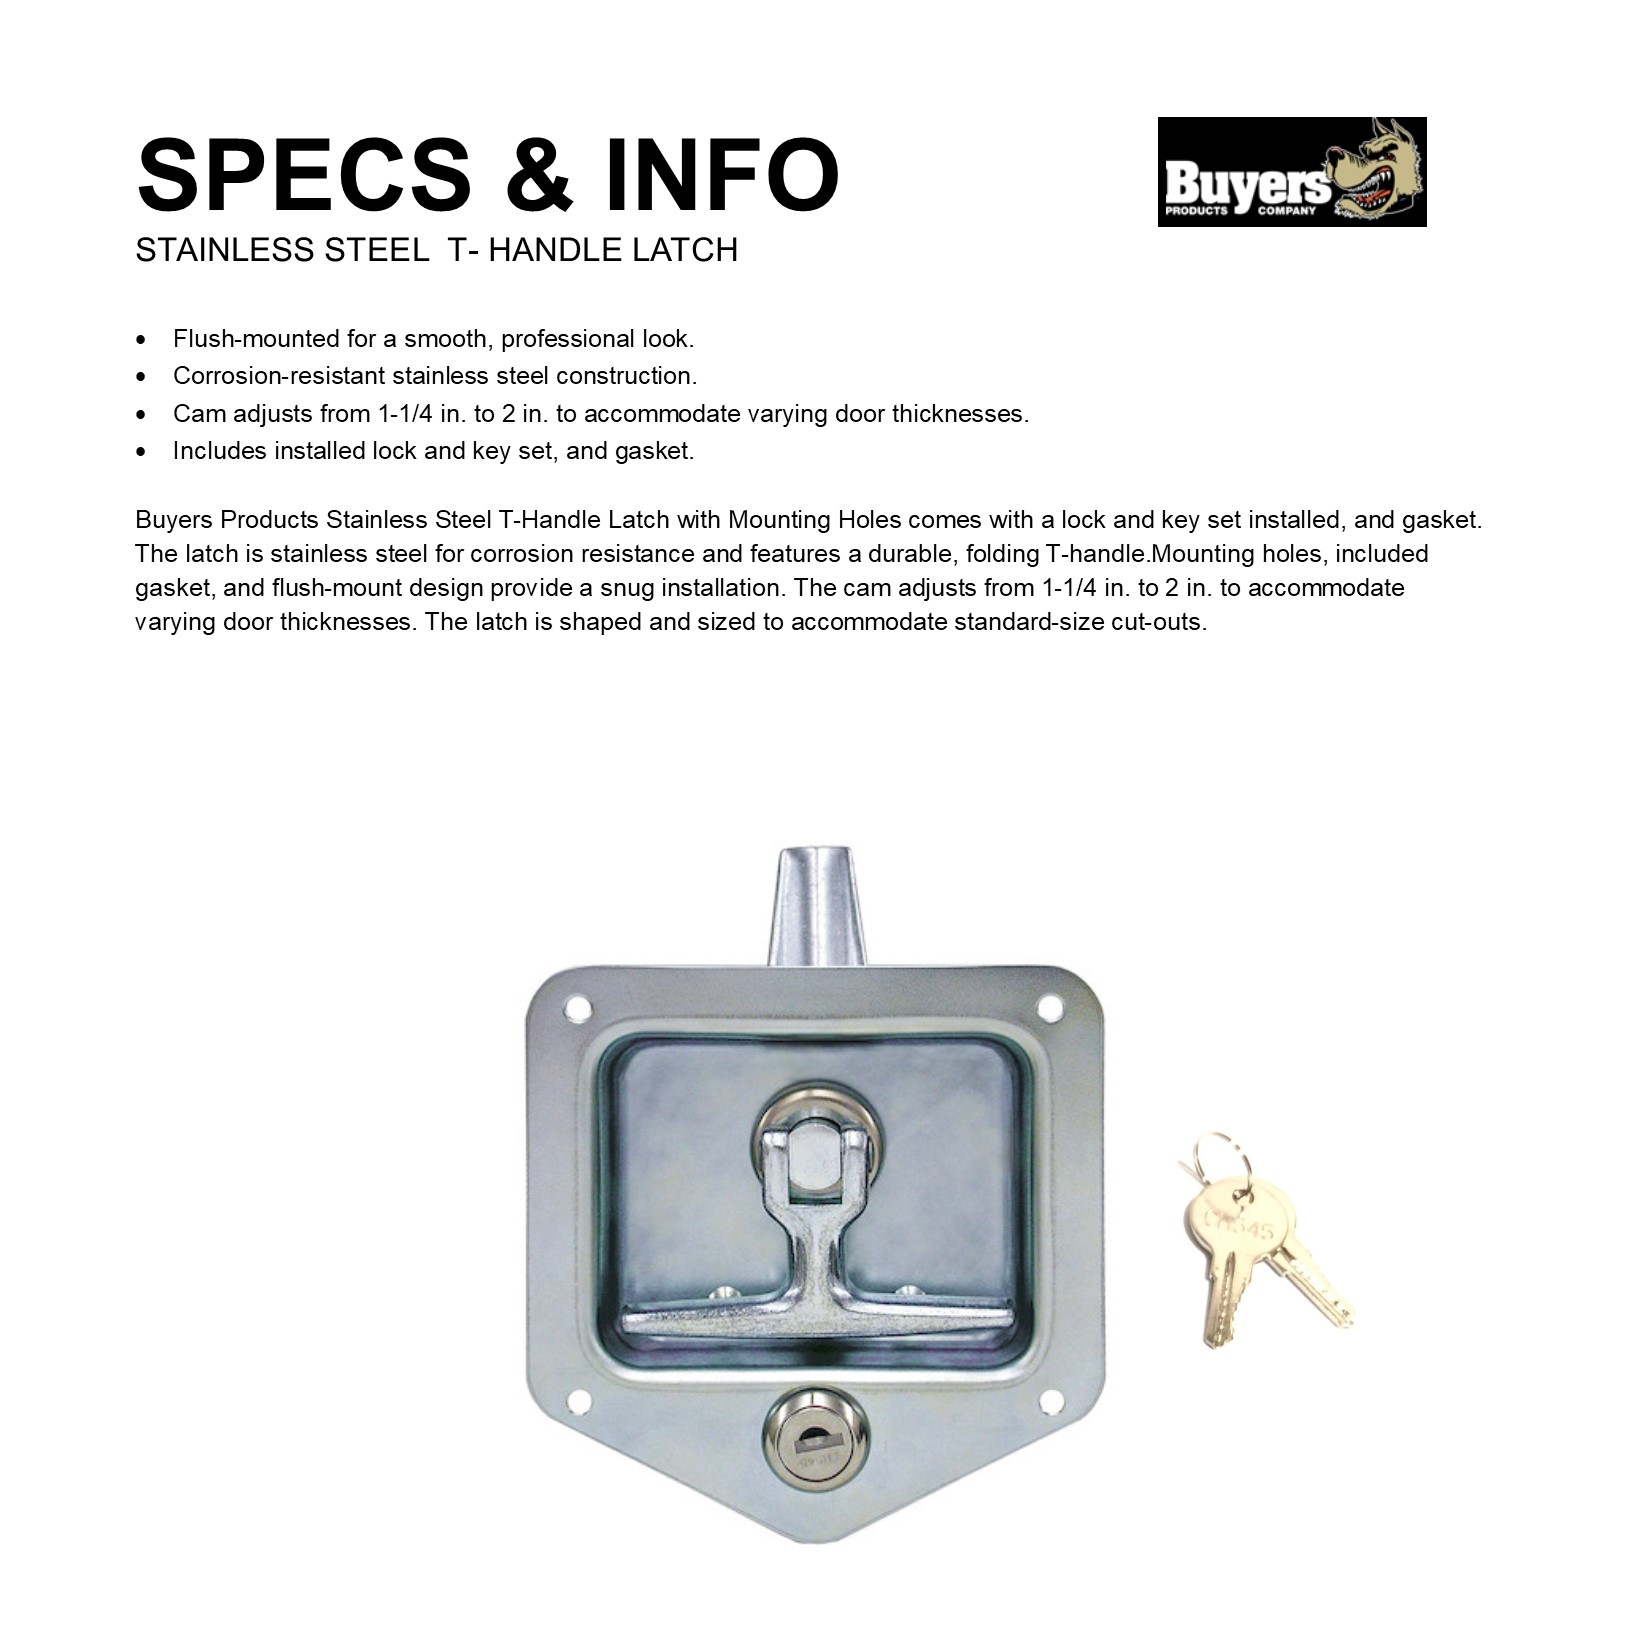 SPECS & INFO
STAINLESS STEEL  T- HANDLE LATCH
Buyers
PRODUCTS COMPANY
• Flush-mounted for a smooth, professional look.
• Corrosion-resistant stainless steel construction.
• Cam adjusts from 1-1/4 in. to 2 in. to accommodate varying door thicknesses.
• Includes installed lock and key set, and gasket.
Buyers Products Stainless Steel T-Handle Latch with Mounting Holes comes with a lock and key set installed, and gasket.
The latch is stainless steel for corrosion resistance and features a durable, folding T-handle.Mounting holes, included
gasket, and flush-mount design provide a snug installation. The cam adjusts from 1-1/4 in. to 2 in. to accommodate
varying door thicknesses. The latch is shaped and sized to accommodate standard-size cut-outs.